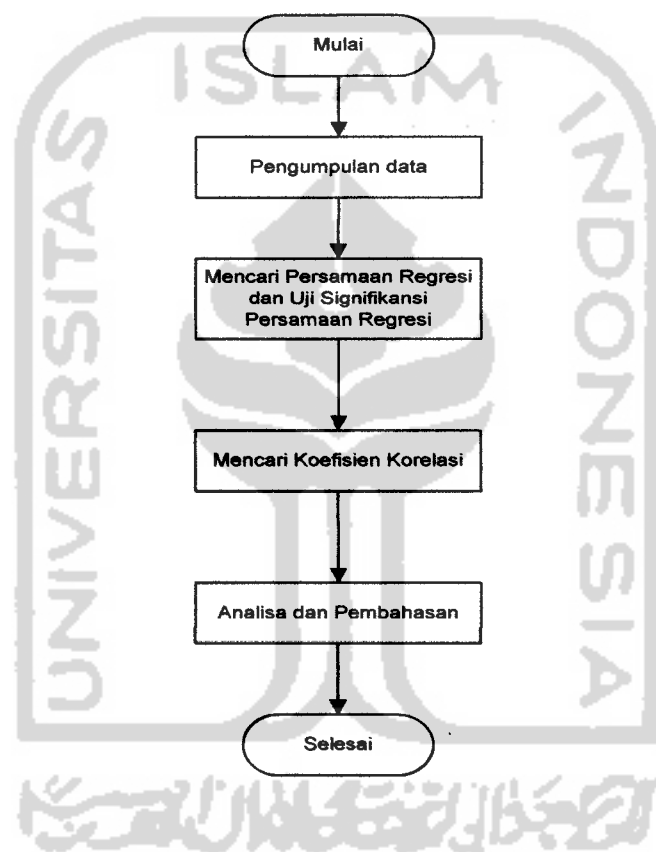 Mulai
ISLAM
UNIVERSITAS
INDONESIA
Pengumpulan data
Mencari Persamaan Regresi
dan Uji Signifikansi
Persamaan Regresi
Mencari Koefisien Korelasi
Analisa dan Pembahasan
Selesai